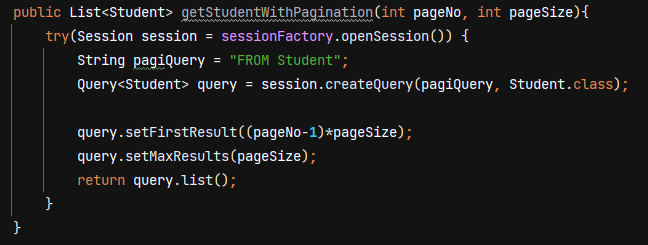 public List<Student> getStudentWithPagination(int pageNo, int pageSize){
try(Session session = sessionFactory.openSession()) {
String pagiQuery = "FROM Student";
Query<Student> query = session.createQuery(pagiQuery, Student.class);
query.setFirstResult((pageNo-1)*pageSize);
query.setMaxResults(pageSize);
return query.list();
}
}